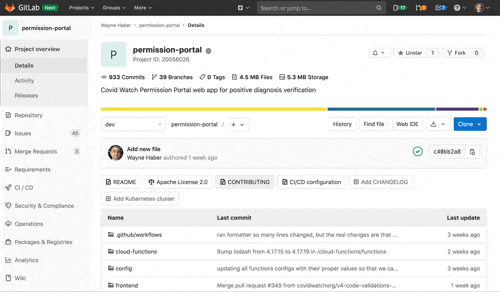 GitLab Next Projects Groups More Search or jump to... 17 5 7
P permission-portal
Project overview
Details
Activity
Releases
Repository
Issues 45
Merge Requests 3
Requirements
CI / CD
Security & Compliance
Operations
Packages & Registries
Analytics
Wiki
Wayne Haber > permission-portal > Details
P
permission-portal
Project ID: 20056026
Unstar 1 Fork 0
933 Commits 39 Branches 0 Tags 4.5 MB Files 5.3 MB Storage
Covid Watch Permission Portal web app for positive diagnosis verification
dev permission-portal / + History Find file Web IDE Clone
Add new file
Wayne Haber authored 1 week ago
c40bb2a8
README Apache License 2.0 CONTRIBUTING CI/CD configuration Add CHANGELOG
Add Kubernetes cluster
Name Last commit Last update
.github/workflows ran formatter so many lines changed, but the real changes are that ... 3 weeks ago
cloud-functions Bump lodash from 4.17.15 to 4.17.19 in /cloud-functions/functions 2 weeks ago
config updating all functions configs with their proper values so that we ca... 3 weeks ago
frontend Merge pull request #345 from covidwatchorg/v4-code-validations-... 1 week ago